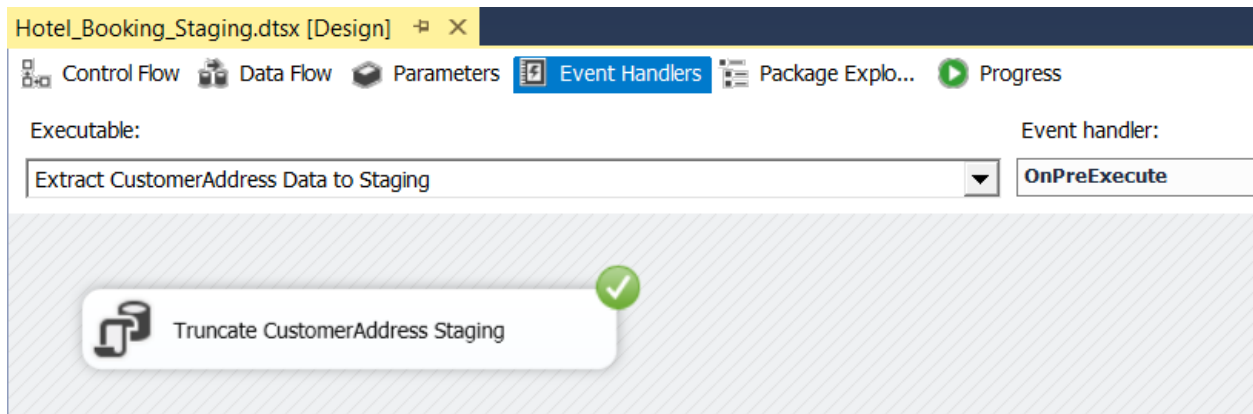 Hotel_Booking_Staging.dtsx [Design]
Control Flow Data Flow Parameters Event Handlers Package Explo... Progress
Executable: Event handler:
Extract CustomerAddress Data to Staging OnPreExecute
Truncate CustomerAddress Staging